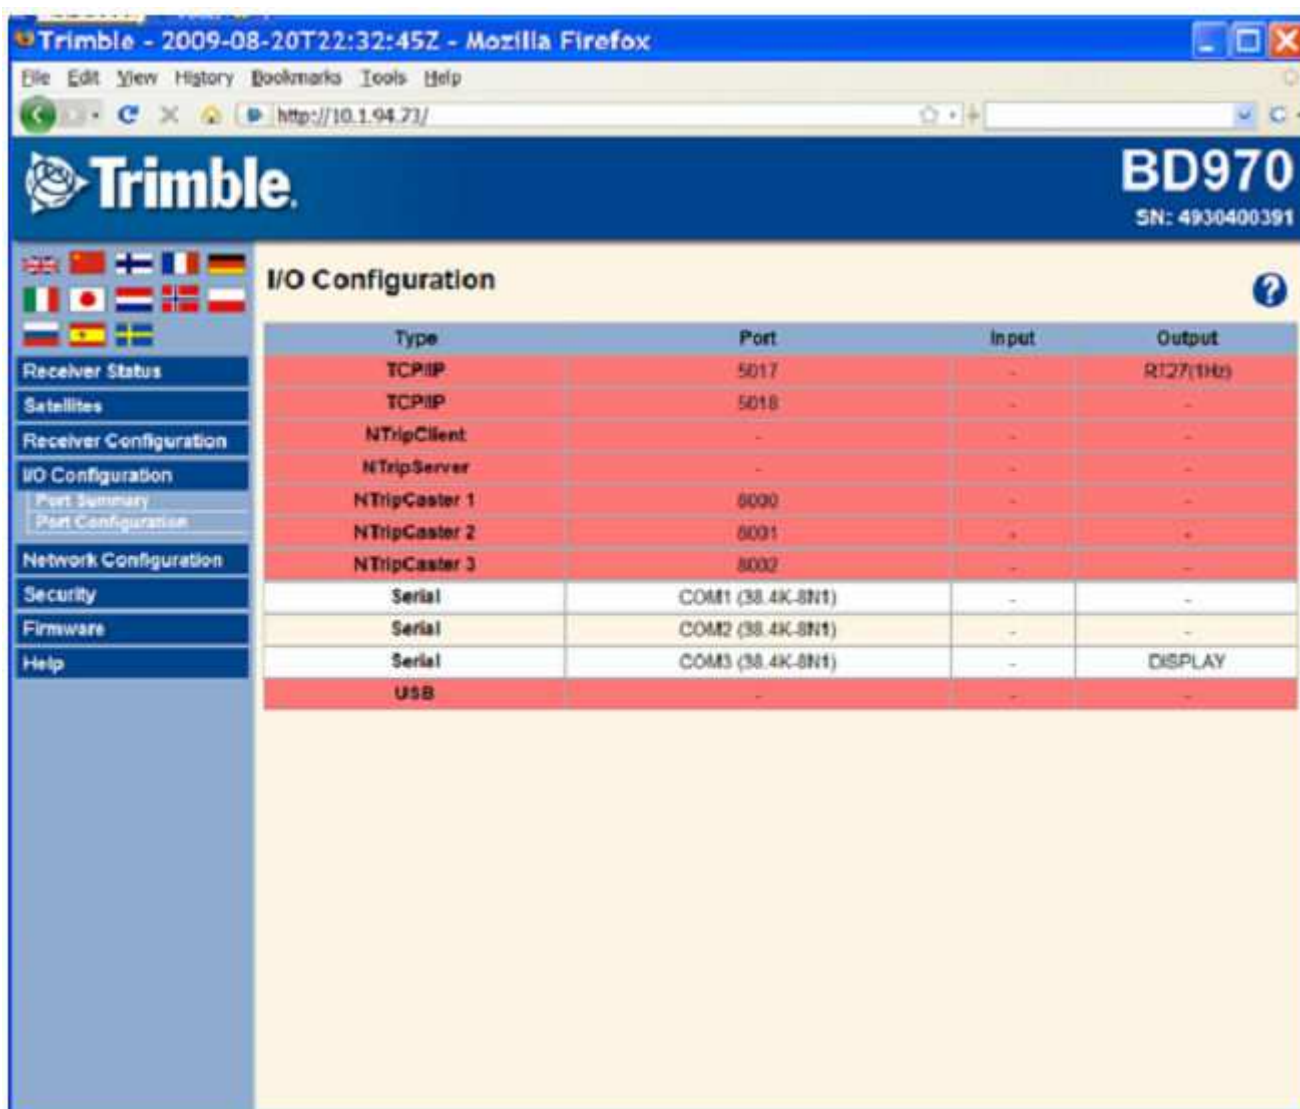 Trimble - 2009-08-20T22:32:45Z - Mozilla Firefox
File Edit View History Bookmarks Tools Help
http://10.1.94.73/
Trimble.
BD970
SN: 4930400391
I/O Configuration
Receiver Status
Satellites
Receiver Configuration
I/O Configuration
Port Summary
Port Configuration
Network Configuration
Security
Firmware
Help
Type Port Input Output
TCP/IP 5017 - RT27(1Hz)
TCP/IP 5018 - -
NTripClient - - -
NTripServer - - -
NTripCaster 1 8000 - -
NTripCaster 2 8001 - -
NTripCaster 3 8002 - -
Serial COM1 (38.4K-8N1) - -
Serial COM2 (38.4K-8N1) - -
Serial COM3 (38.4K-8N1) - DISPLAY
USB - - -